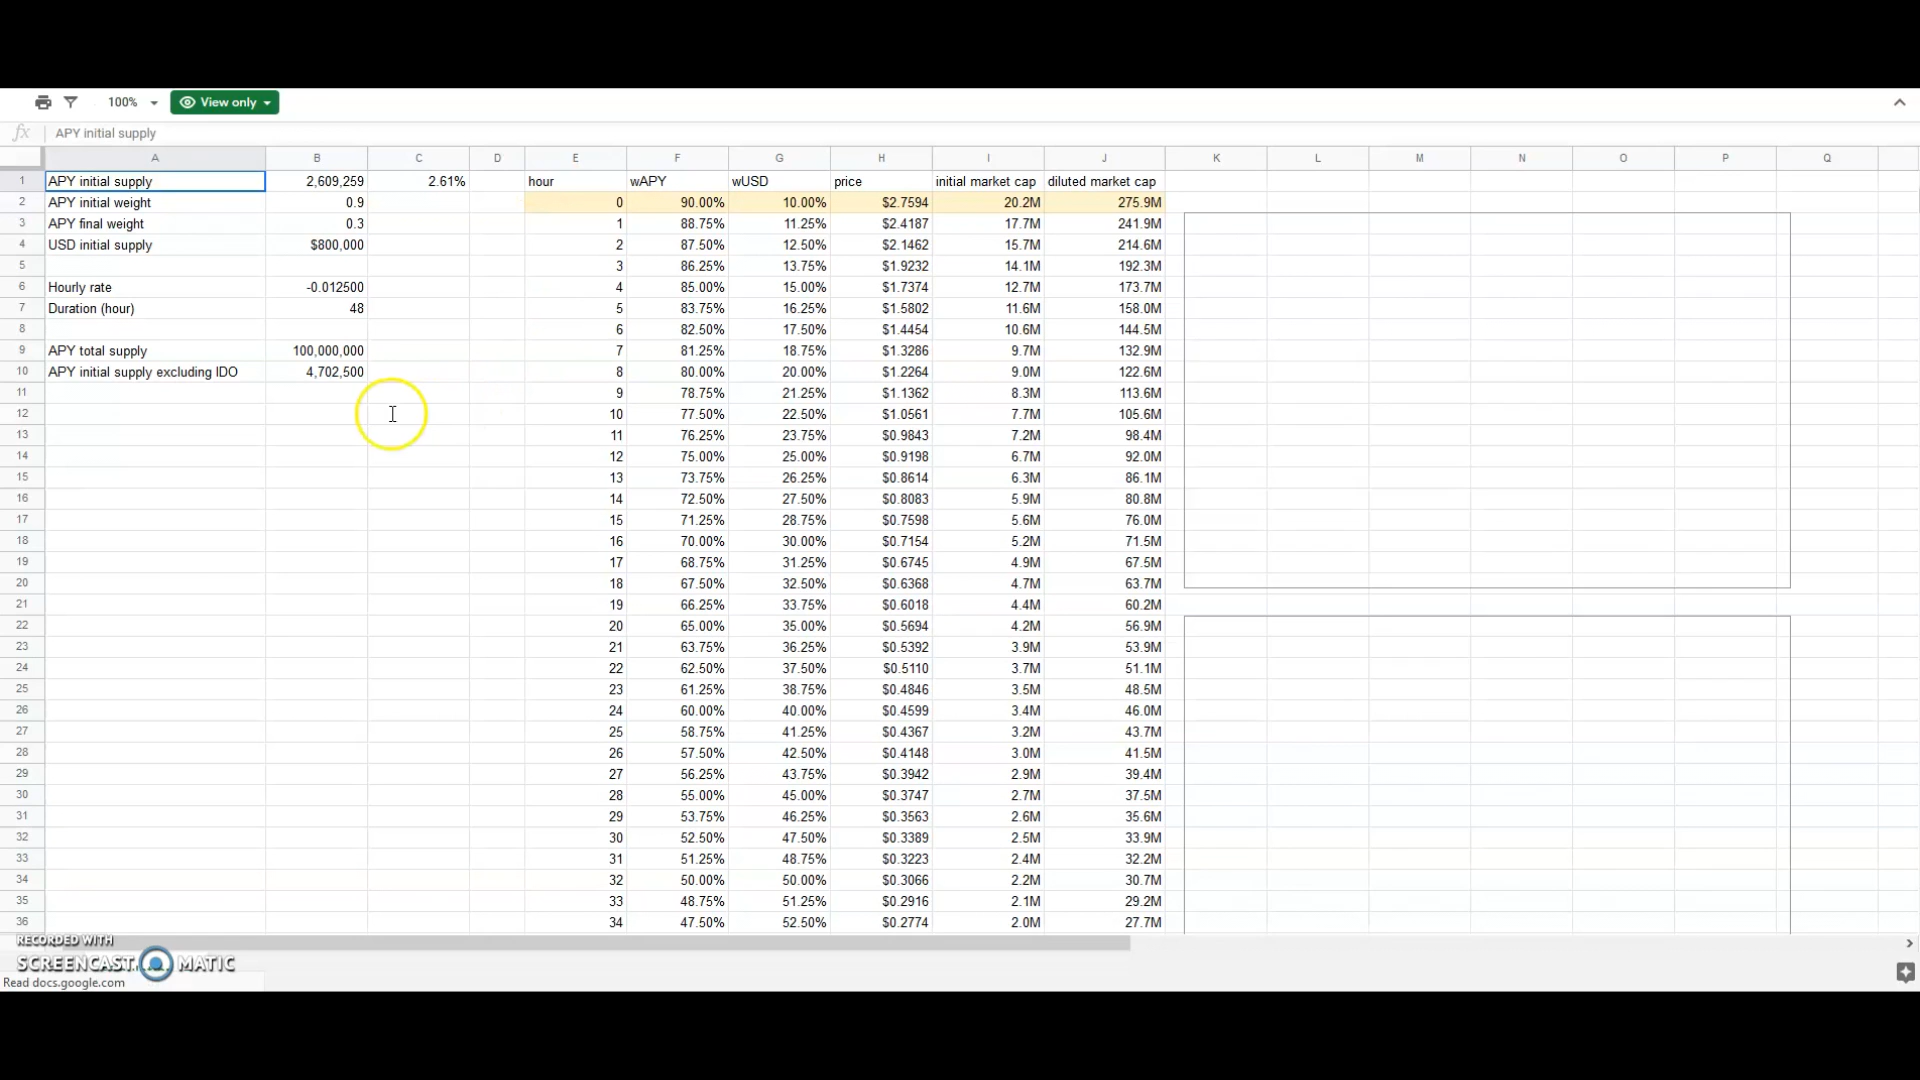 100% View only
fx APY initial supply
A B C D E F G H I J K L M N O P Q
1 APY initial supply 2,609,259 2.61% hour wAPY wUSD price initial market cap diluted market cap
2 APY initial weight 0.9 0 90.00% 10.00% $2.7594 20.2M 275.9M
3 APY final weight 0.3 1 88.75% 11.25% $2.4187 17.7M 241.9M
4 USD initial supply $800,000 2 87.50% 12.50% $2.1462 15.7M 214.6M
5 3 86.25% 13.75% $1.9232 14.1M 192.3M
6 Hourly rate -0.012500 4 85.00% 15.00% $1.7374 12.7M 173.7M
7 Duration (hour) 48 5 83.75% 16.25% $1.5802 11.6M 158.0M
8 6 82.50% 17.50% $1.4454 10.6M 144.5M
9 APY total supply 100,000,000 7 81.25% 18.75% $1.3286 9.7M 132.9M
10 APY initial supply excluding IDO 4,702,500 8 80.00% 20.00% $1.2264 9.0M 122.6M
11 9 78.75% 21.25% $1.1362 8.3M 113.6M
12 10 77.50% 22.50% $1.0561 7.7M 105.6M
13 11 76.25% 23.75% $0.9843 7.2M 98.4M
14 12 75.00% 25.00% $0.9198 6.7M 92.0M
15 13 73.75% 26.25% $0.8614 6.3M 86.1M
16 14 72.50% 27.50% $0.8083 5.9M 80.8M
17 15 71.25% 28.75% $0.7598 5.6M 76.0M
18 16 70.00% 30.00% $0.7154 5.2M 71.5M
19 17 68.75% 31.25% $0.6745 4.9M 67.5M
20 18 67.50% 32.50% $0.6368 4.7M 63.7M
21 19 66.25% 33.75% $0.6018 4.4M 60.2M
22 20 65.00% 35.00% $0.5694 4.2M 56.9M
23 21 63.75% 36.25% $0.5392 3.9M 53.9M
24 22 62.50% 37.50% $0.5110 3.7M 51.1M
25 23 61.25% 38.75% $0.4846 3.5M 48.5M
26 24 60.00% 40.00% $0.4599 3.4M 46.0M
27 25 58.75% 41.25% $0.4367 3.2M 43.7M
28 26 57.50% 42.50% $0.4148 3.0M 41.5M
29 27 56.25% 43.75% $0.3942 2.9M 39.4M
30 28 55.00% 45.00% $0.3747 2.7M 37.5M
31 29 53.75% 46.25% $0.3563 2.6M 35.6M
32 30 52.50% 47.50% $0.3389 2.5M 33.9M
33 31 51.25% 48.75% $0.3223 2.4M 32.2M
34 32 50.00% 50.00% $0.3066 2.2M 30.7M
35 33 48.75% 51.25% $0.2916 2.1M 29.2M
36 34 47.50% 52.50% $0.2774 2.0M 27.7M
RECORDED WITH
SCREENCAST MATIC
Read docs.google.com